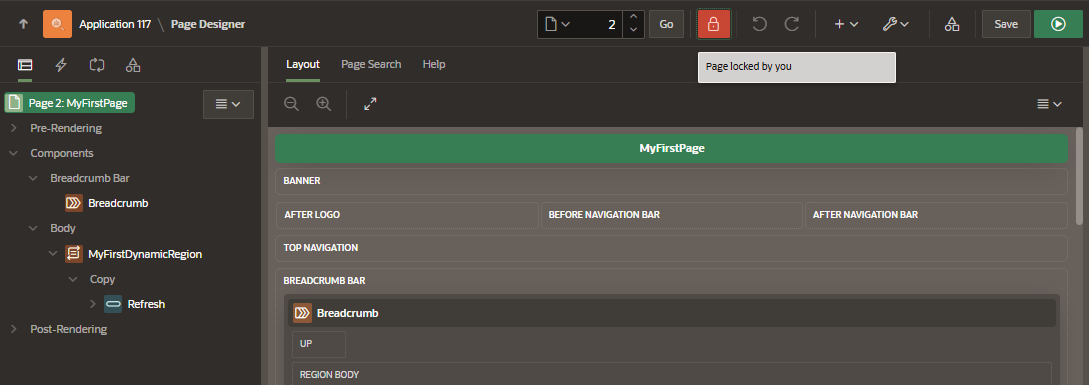 Application 117 \ Page Designer
2
Go
Save
Page locked by you
Layout
Page Search
Help
Page 2: MyFirstPage
Pre-Rendering
Components
Breadcrumb Bar
Breadcrumb
Body
MyFirstDynamicRegion
Copy
Refresh
Post-Rendering
MyFirstPage
BANNER
AFTER LOGO
BEFORE NAVIGATION BAR
AFTER NAVIGATION BAR
TOP NAVIGATION
BREADCRUMB BAR
Breadcrumb
UP
REGION BODY